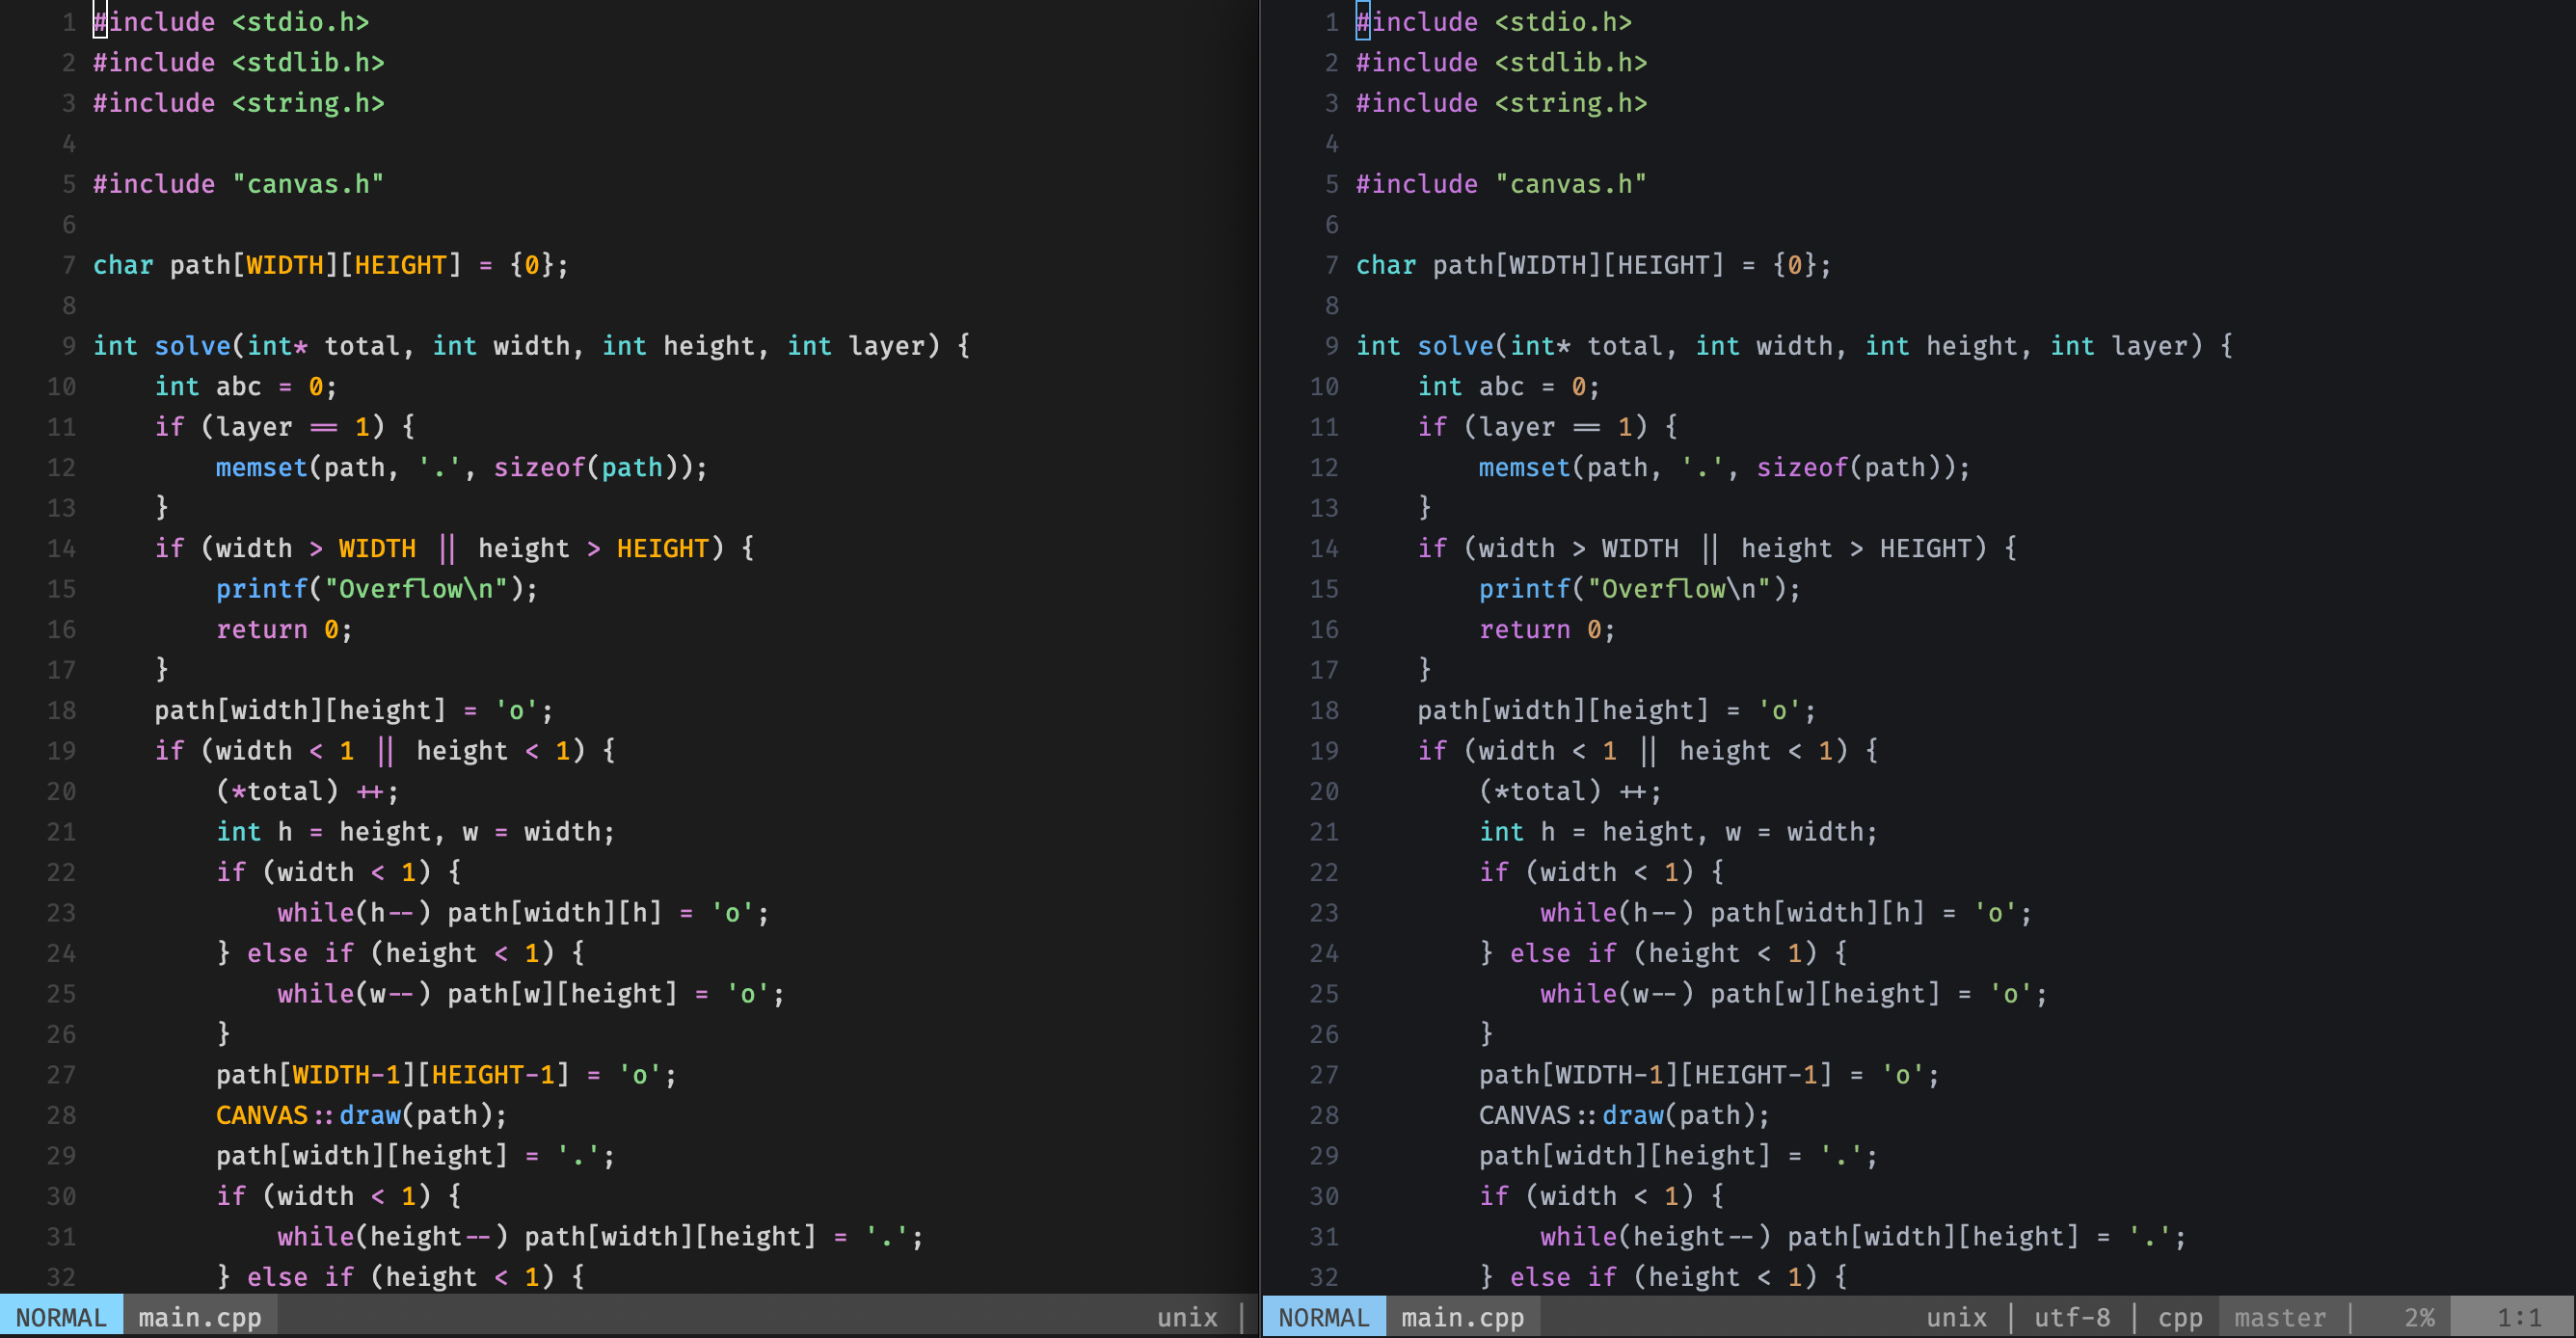 1 #include <stdio.h>
2 #include <stdlib.h>
3 #include <string.h>
4
5 #include "canvas.h"
6
7 char path[WIDTH][HEIGHT] = {0};
8
9 int solve(int* total, int width, int height, int layer) {
10     int abc = 0;
11     if (layer == 1) {
12         memset(path, '.', sizeof(path));
13     }
14     if (width > WIDTH || height > HEIGHT) {
15         printf("Overflow\n");
16         return 0;
17     }
18     path[width][height] = 'o';
19     if (width < 1 || height < 1) {
20         (*total) ++;
21         int h = height, w = width;
22         if (width < 1) {
23             while(h--) path[width][h] = 'o';
24         } else if (height < 1) {
25             while(w--) path[w][height] = 'o';
26         }
27         path[WIDTH-1][HEIGHT-1] = 'o';
28         CANVAS::draw(path);
29         path[width][height] = '.';
30         if (width < 1) {
31             while(height--) path[width][height] = '.';
32         } else if (height < 1) {
NORMAL main.cpp unix |
1 #include <stdio.h>
2 #include <stdlib.h>
3 #include <string.h>
4
5 #include "canvas.h"
6
7 char path[WIDTH][HEIGHT] = {0};
8
9 int solve(int* total, int width, int height, int layer) {
10     int abc = 0;
11     if (layer == 1) {
12         memset(path, '.', sizeof(path));
13     }
14     if (width > WIDTH || height > HEIGHT) {
15         printf("Overflow\n");
16         return 0;
17     }
18     path[width][height] = 'o';
19     if (width < 1 || height < 1) {
20         (*total) ++;
21         int h = height, w = width;
22         if (width < 1) {
23             while(h--) path[width][h] = 'o';
24         } else if (height < 1) {
25             while(w--) path[w][height] = 'o';
26         }
27         path[WIDTH-1][HEIGHT-1] = 'o';
28         CANVAS::draw(path);
29         path[width][height] = '.';
30         if (width < 1) {
31             while(height--) path[width][height] = '.';
32         } else if (height < 1) {
NORMAL main.cpp unix | utf-8 | cpp master | 2% 1:1